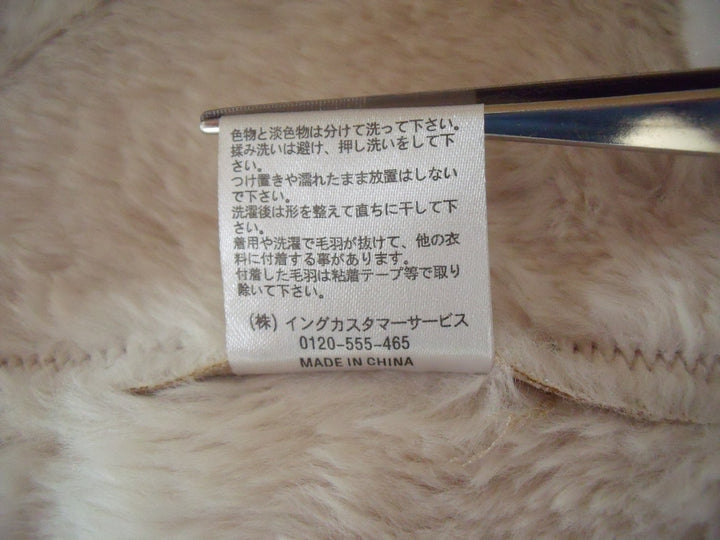 色物と淡色物は分けて洗って下さい。
揉み洗いは避け、押し洗いをして下
さい。
つけ置きや濡れたまま放置はしない
で下さい。
洗濯後は形を整えて直ちに干して下
さい。
着用や洗濯で毛羽が抜けて、他の衣
料に付着する事があります。
付着した毛羽は粘着テープ等で取り
除いて下さい。
(株) イングカスタマーサービス
0120-555-465
MADE IN CHINA